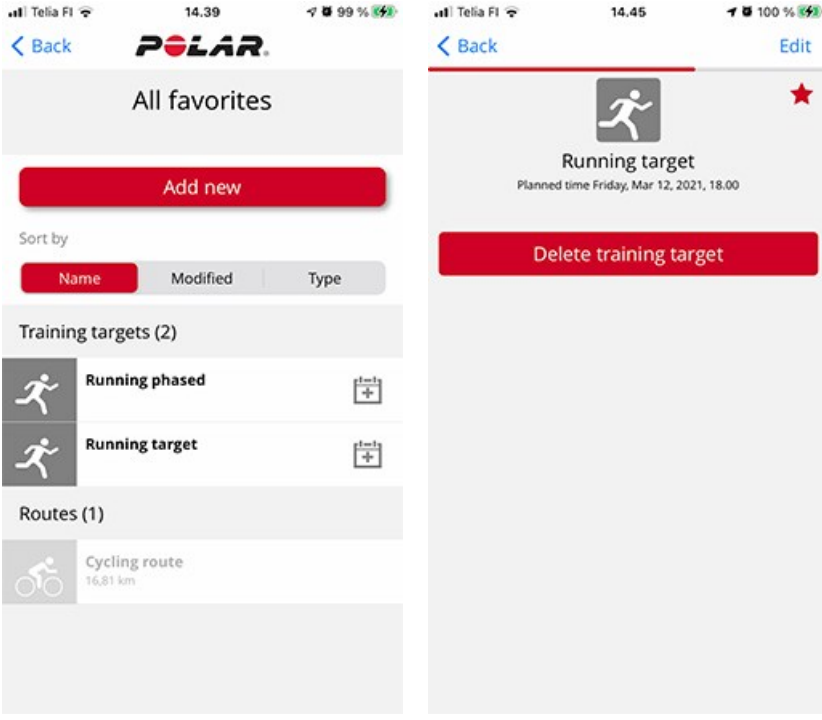 Telia FI 14.39 99 %
Back POLAR.
All favorites
Add new
Sort by
Name Modified Type
Training targets (2)
Running phased
Running target
Routes (1)
Cycling route
16,81 km
Telia FI 14.45 100 %
Back Edit
Running target
Planned time Friday, Mar 12, 2021, 18.00
Delete training target